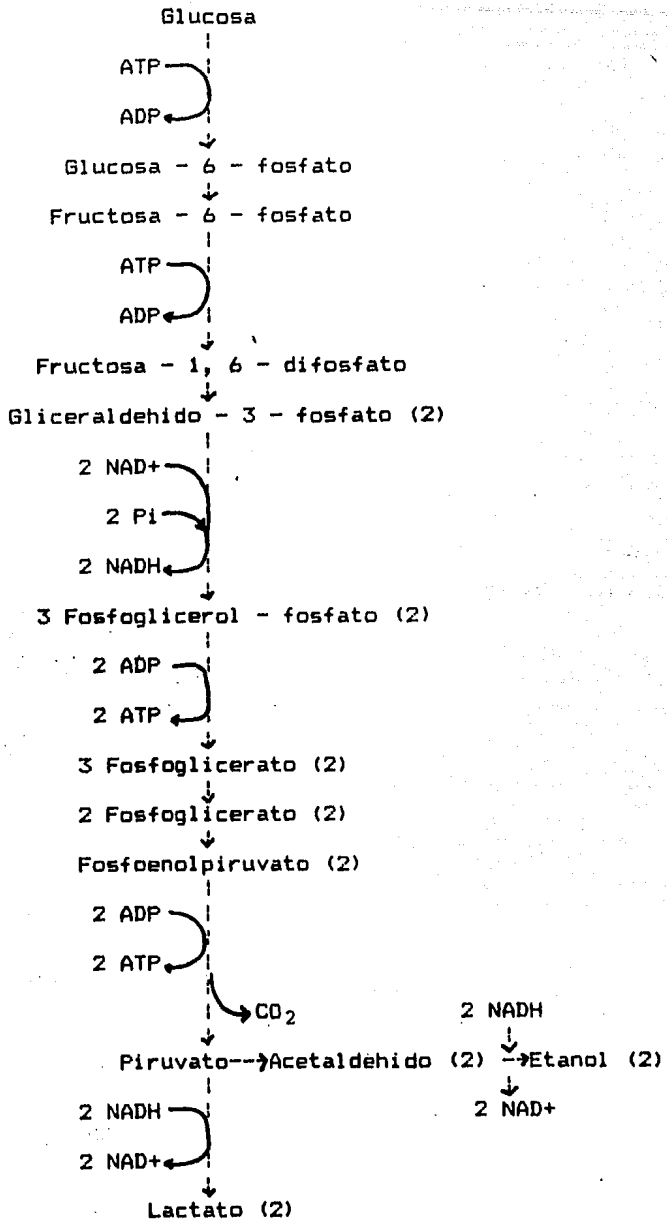 Glucosa
ATP
ADP
Glucosa - 6 - fosfato
Fructosa - 6 - fosfato
ATP
ADP
Fructosa - 1, 6 - difosfato
Gliceraldehido - 3 - fosfato (2)
2 NAD+
2 Pi
2 NADH
3 Fosfoglicerol - fosfato (2)
2 ADP
2 ATP
3 Fosfoglicerato (2)
2 Fosfoglicerato (2)
Fosfoenolpiruvato (2)
2 ADP
2 ATP
CO₂
2 NADH
Piruvato-->Acetaldehido (2) -->Etanol (2)
2 NAD+
2 NADH
2 NAD+
Lactato (2)